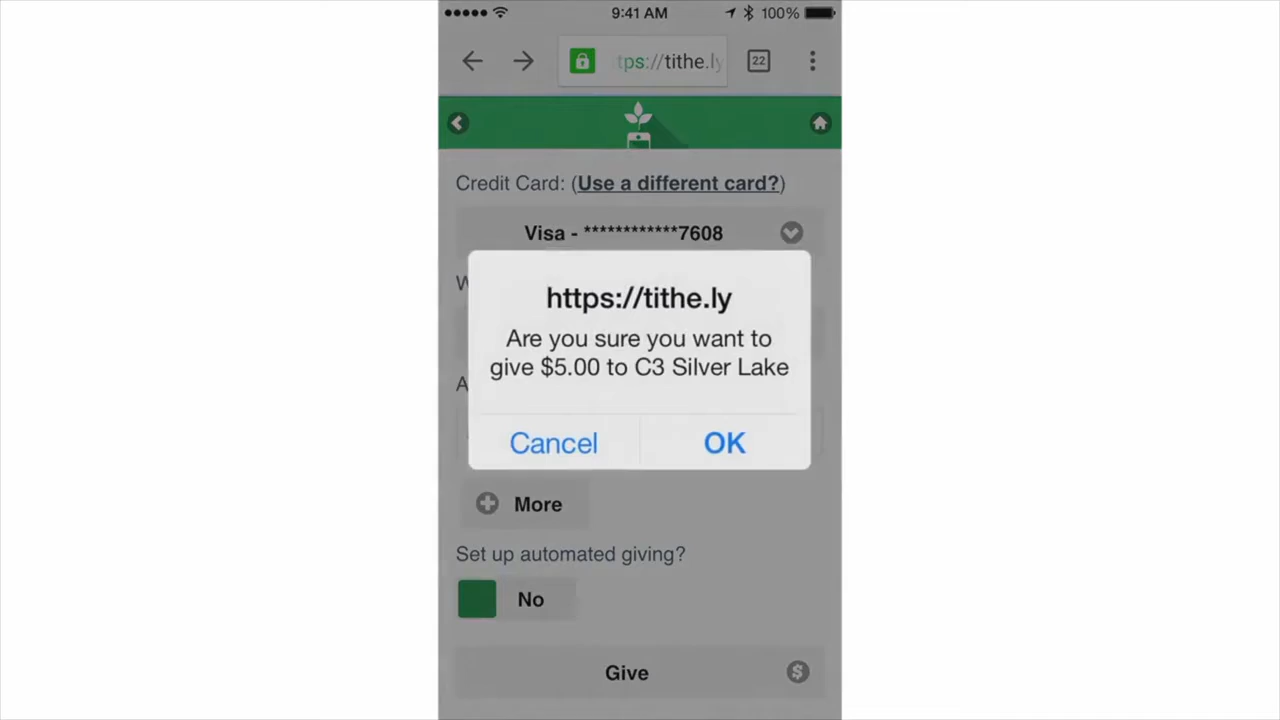 9:41 AM 100%
tps://tithe.ly 22
Credit Card: (Use a different card?)
Visa - ************7608
W
https://tithe.ly
Are you sure you want to
give $5.00 to C3 Silver Lake
A
Cancel OK
More
Set up automated giving?
No
Give $